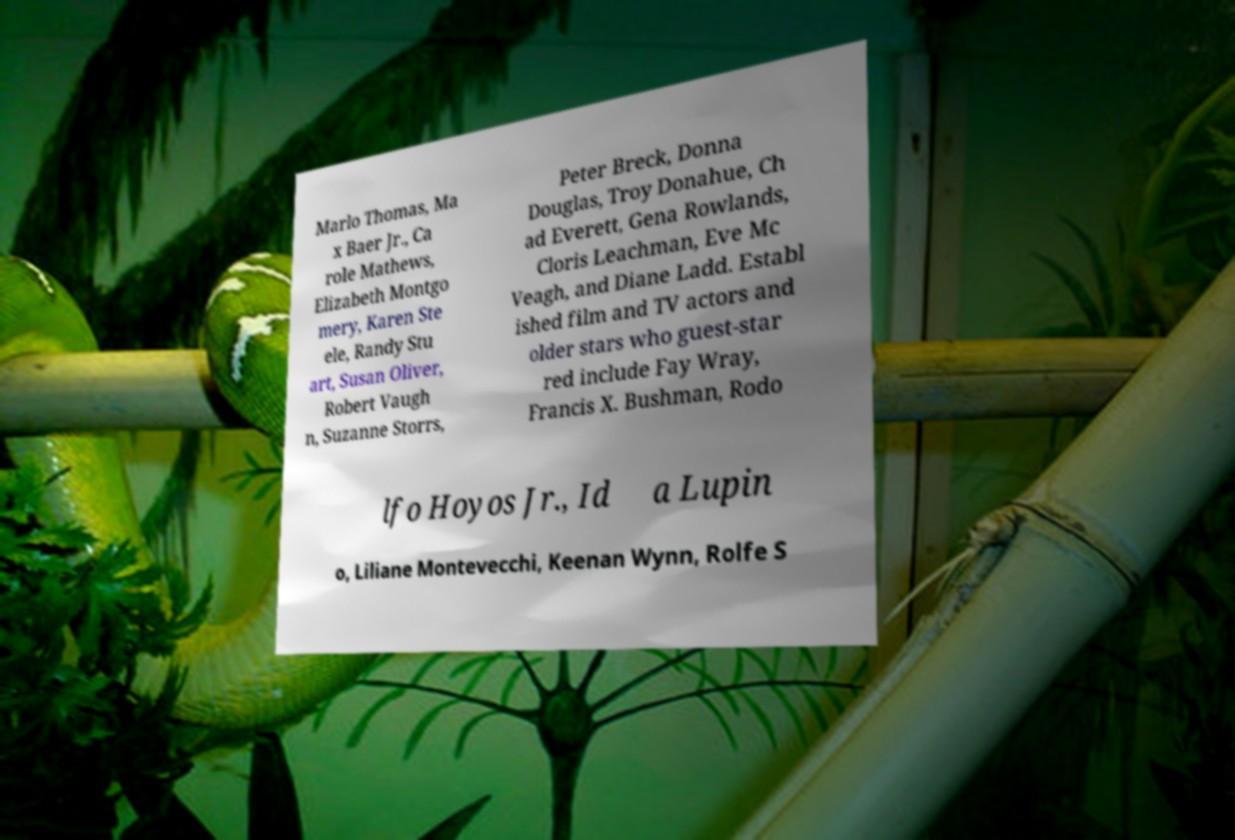 Marlo Thomas, Ma
x Baer Jr., Ca
role Mathews,
Elizabeth Montgo
mery, Karen Ste
ele, Randy Stu
art, Susan Oliver,
Robert Vaugh
n, Suzanne Storrs,
Peter Breck, Donna
Douglas, Troy Donahue, Ch
ad Everett, Gena Rowlands,
Cloris Leachman, Eve Mc
Veagh, and Diane Ladd. Establ
ished film and TV actors and
older stars who guest-star
red include Fay Wray,
Francis X. Bushman, Rodo
lfo Hoyos Jr., Id a Lupin
o, Liliane Montevecchi, Keenan Wynn, Rolfe S